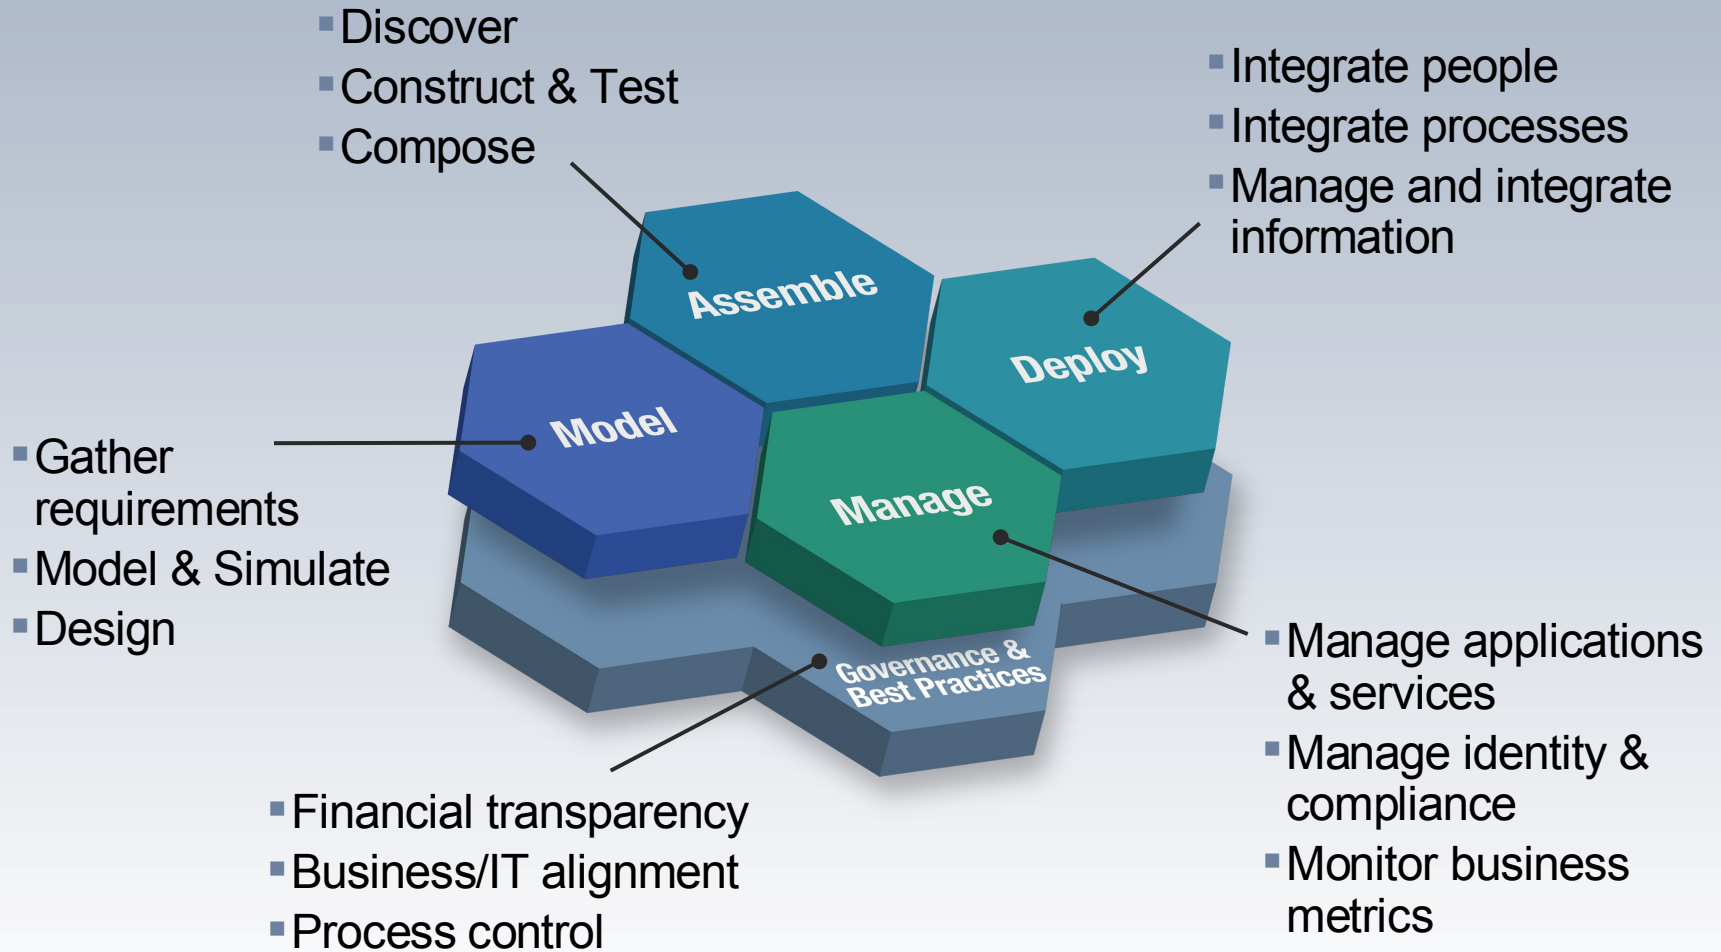 Discover
Construct & Test
Compose
Integrate people
Integrate processes
Manage and integrate
information
Assemble
Deploy
Model
Manage
Gather
requirements
Model & Simulate
Design
Governance &
Best Practices
Manage applications
& services
Manage identity &
compliance
Monitor business
metrics
Financial transparency
Business/IT alignment
Process control